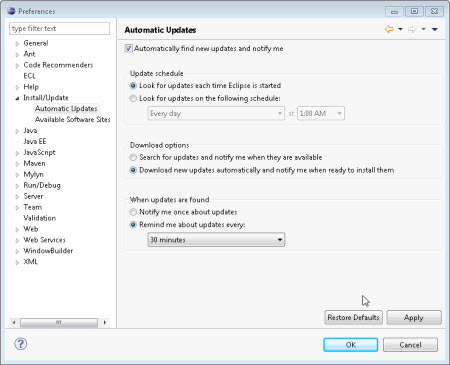 Preferences
type filter text
General
Ant
Code Recommenders
ECL
Help
Install/Update
Automatic Updates
Available Software Sites
Java
Java EE
JavaScript
Maven
Mylyn
Run/Debug
Server
Team
Validation
Web
Web Services
WindowBuilder
XML
Automatic Updates
Automatically find new updates and notify me
Update schedule
Look for updates each time Eclipse is started
Look for updates on the following schedule:
Every day at 1:00 AM
Download options
Search for updates and notify me when they are available
Download new updates automatically and notify me when ready to install them
When updates are found
Notify me once about updates
Remind me about updates every:
30 minutes
Restore Defaults Apply
OK Cancel